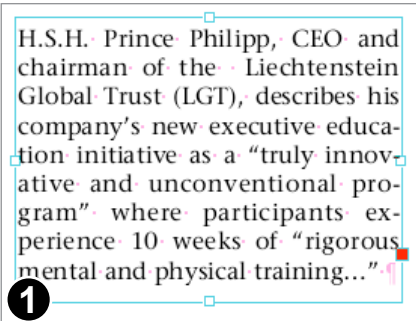 H.S.H. Prince Philipp, CEO and
chairman of the  Liechtenstein
Global Trust (LGT), describes his
company’s new executive educa-
tion initiative as a “truly innov-
ative and unconventional pro-
gram” where participants ex-
perience 10 weeks of “rigorous
mental and physical training...” ¶
1